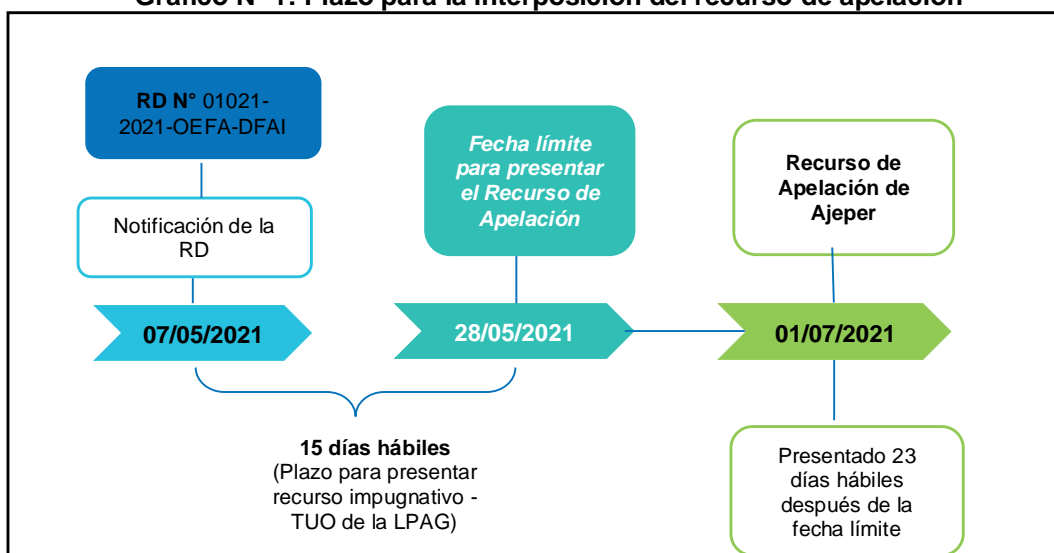 Gráfico N° 1: Plazo para la interposición del recurso de apelación
RD N° 01021-
2021-OEFA-DFAI
Notificación de la
RD
07/05/2021
Fecha límite
para presentar
el Recurso de
Apelación
28/05/2021
Recurso de
Apelación de
Ajeper
01/07/2021
15 días hábiles
(Plazo para presentar
recurso impugnativo -
TUO de la LPAG)
Presentado 23
días hábiles
después de la
fecha límite